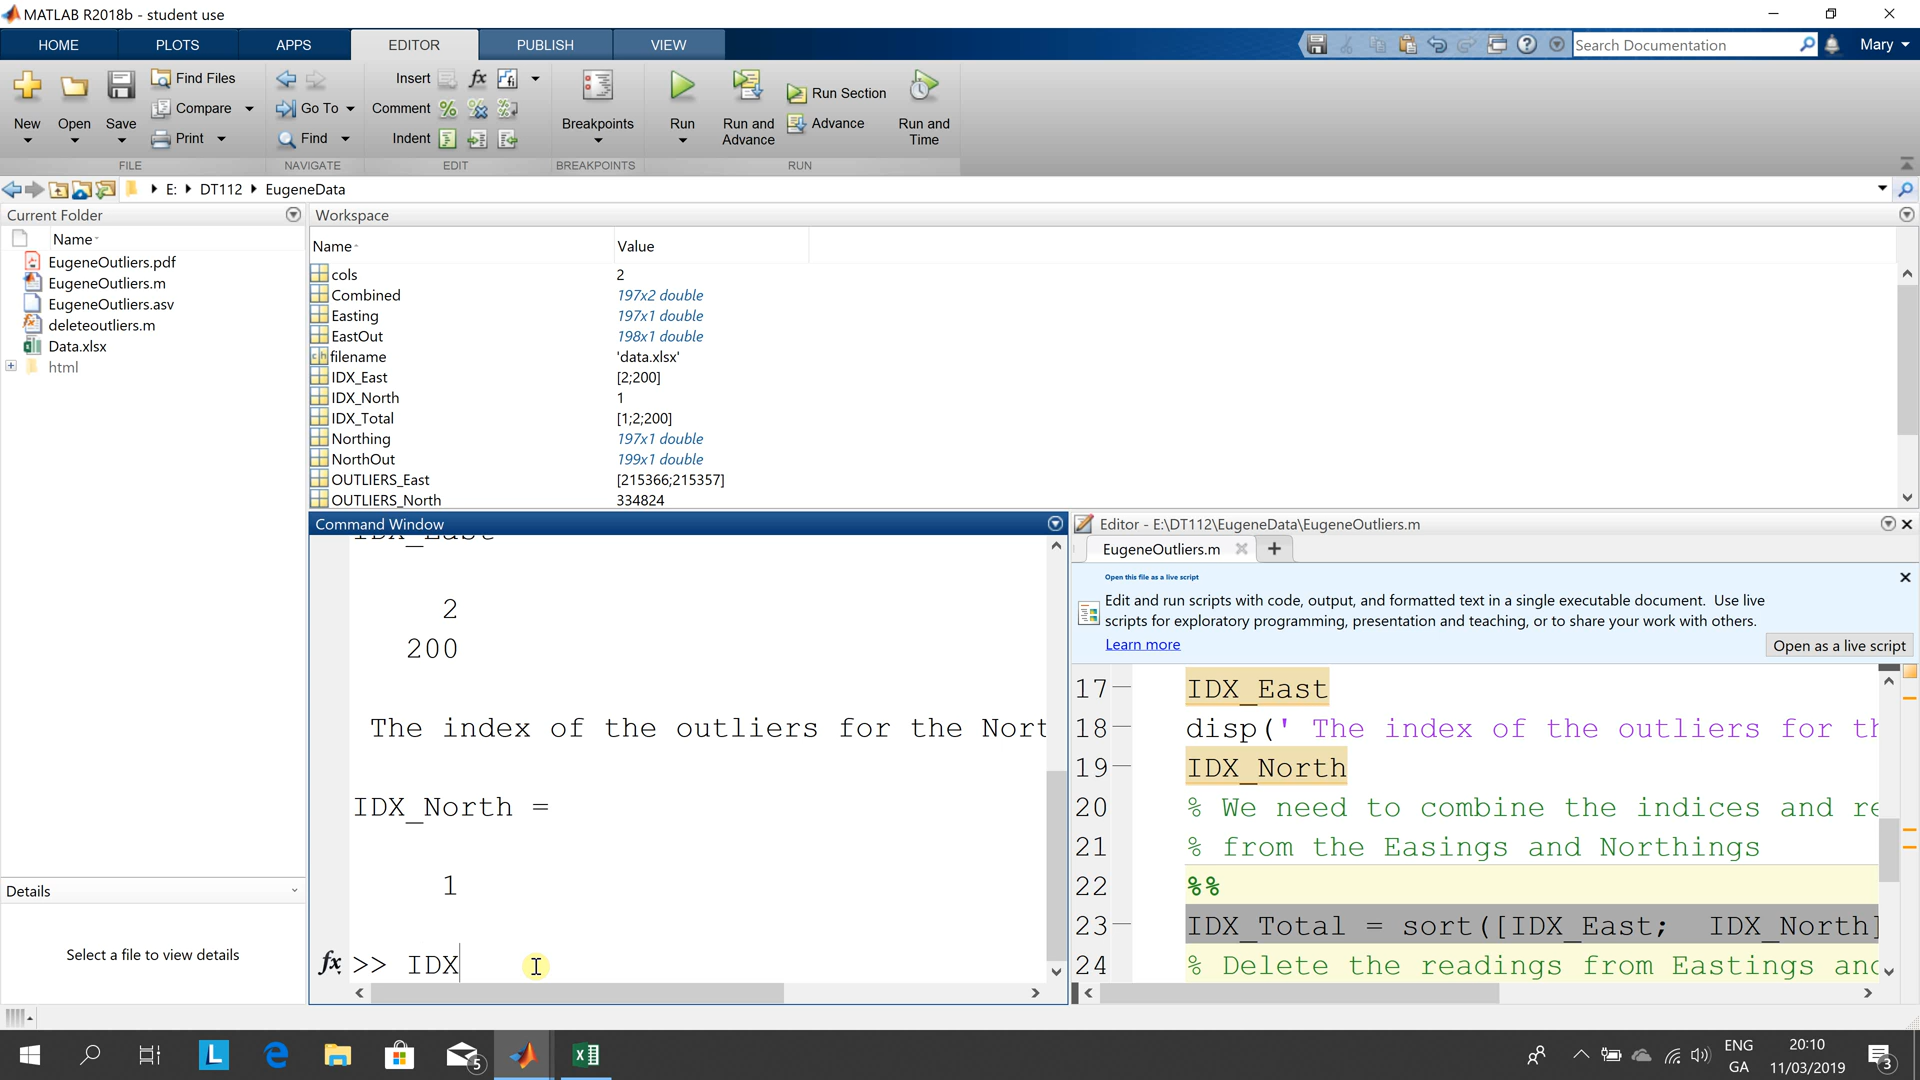 MATLAB R2018b - student use
HOME PLOTS APPS EDITOR PUBLISH VIEW
Search Documentation
Mary
New
Open
Save
Find Files
Compare
Print
FILE
Go To
Find
NAVIGATE
Insert
Comment
Indent
EDIT
Breakpoints
BREAKPOINTS
Run
Run and Advance
Run Section
Advance
Run and Time
RUN
E: DT112 EugeneData
Current Folder
Name
EugeneOutliers.pdf
EugeneOutliers.m
EugeneOutliers.asv
deleteoutliers.m
Data.xlsx
html
Details
Select a file to view details
Workspace
Name Value
cols 2
Combined 197x2 double
Easting 197x1 double
EastOut 198x1 double
filename 'data.xlsx'
IDX_East [2;200]
IDX_North 1
IDX_Total [1;2;200]
Northing 197x1 double
NorthOut 199x1 double
OUTLIERS_East [215366;215357]
OUTLIERS_North 334824
Command Window
IDX_East
2
200
The index of the outliers for the Nort
IDX_North =
1
fx >> IDX
Editor - E:\DT112\EugeneData\EugeneOutliers.m
EugeneOutliers.m
Open this file as a live script
Edit and run scripts with code, output, and formatted text in a single executable document. Use live
scripts for exploratory programming, presentation and teaching, or to share your work with others.
Learn more
Open as a live script
17 IDX_East
18 disp(' The index of the outliers for th
19 IDX_North
20 % We need to combine the indices and re
21 % from the Easings and Northings
22 %%
23 IDX_Total = sort([IDX_East; IDX_North]
24 % Delete the readings from Eastings and
5
ENG
GA
20:10
11/03/2019
3